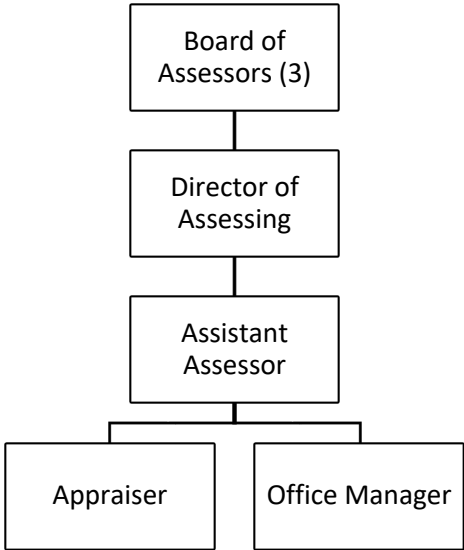 Board of
Assessors (3)
Director of
Assessing
Assistant
Assessor
Appraiser
Office Manager